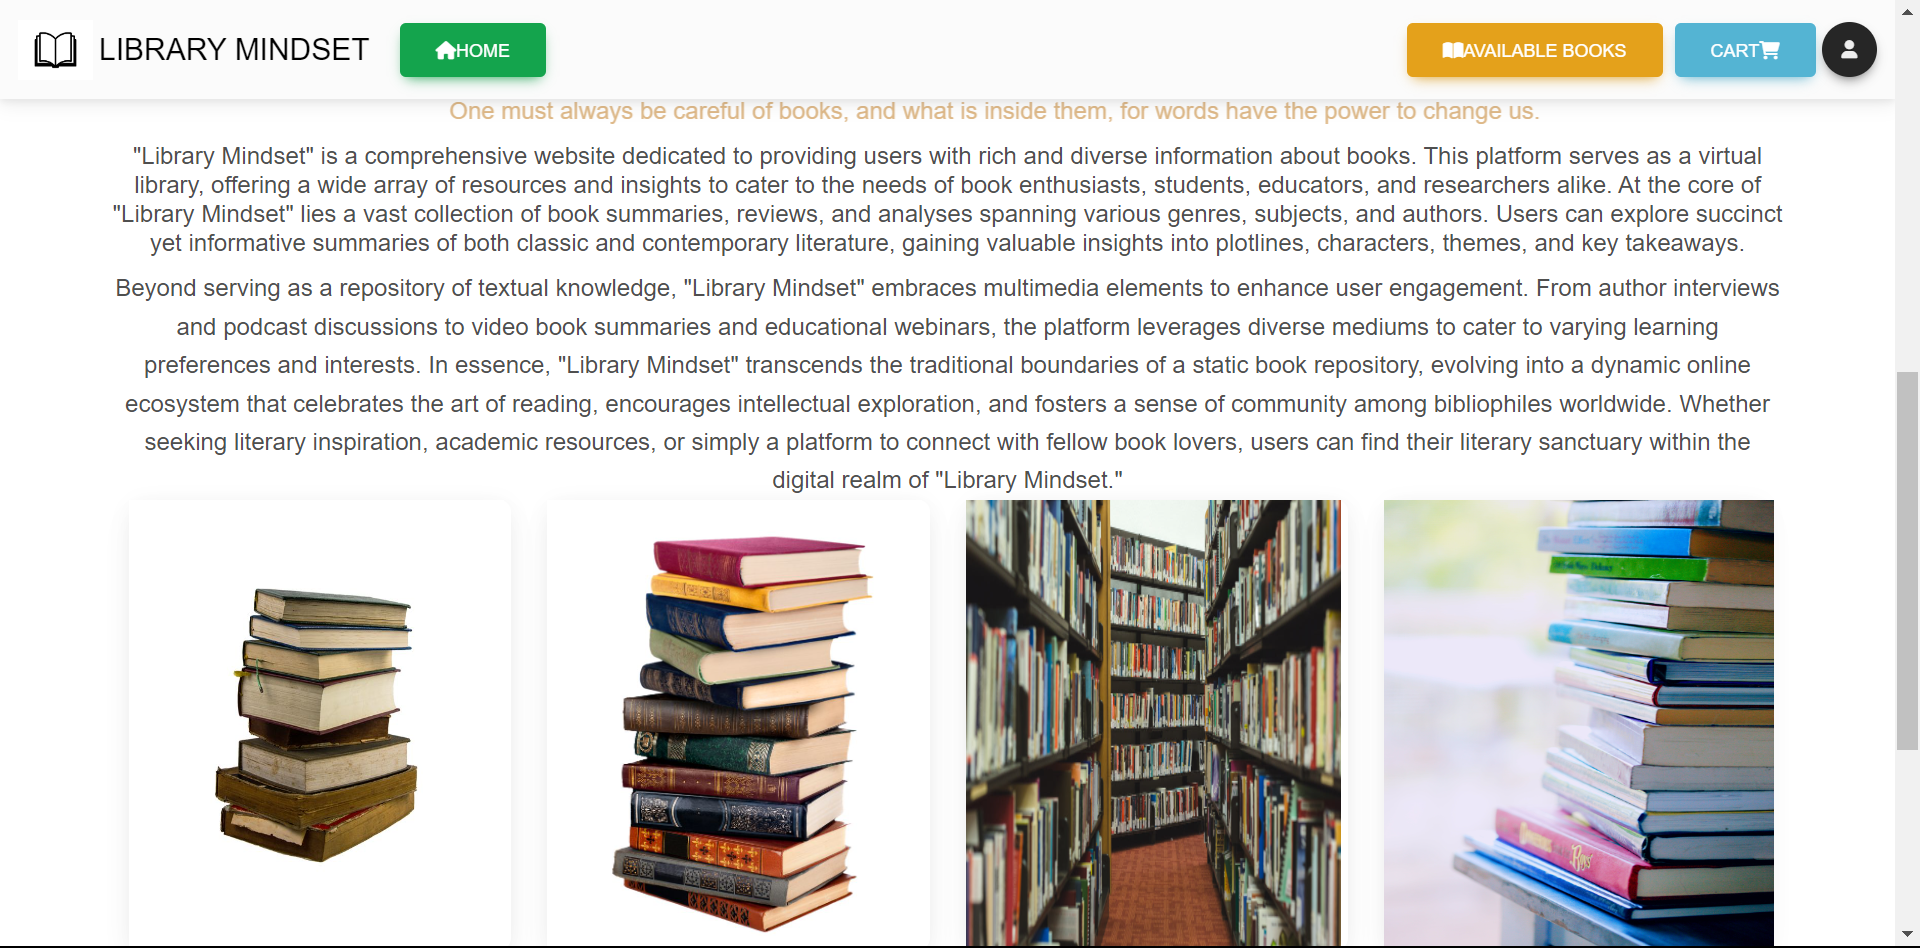 LIBRARY MINDSET
HOME
AVAILABLE BOOKS
CART
One must always be careful of books, and what is inside them, for words have the power to change us.
"Library Mindset" is a comprehensive website dedicated to providing users with rich and diverse information about books. This platform serves as a virtual
library, offering a wide array of resources and insights to cater to the needs of book enthusiasts, students, educators, and researchers alike. At the core of
"Library Mindset" lies a vast collection of book summaries, reviews, and analyses spanning various genres, subjects, and authors. Users can explore succinct
yet informative summaries of both classic and contemporary literature, gaining valuable insights into plotlines, characters, themes, and key takeaways.
Beyond serving as a repository of textual knowledge, "Library Mindset" embraces multimedia elements to enhance user engagement. From author interviews
and podcast discussions to video book summaries and educational webinars, the platform leverages diverse mediums to cater to varying learning
preferences and interests. In essence, "Library Mindset" transcends the traditional boundaries of a static book repository, evolving into a dynamic online
ecosystem that celebrates the art of reading, encourages intellectual exploration, and fosters a sense of community among bibliophiles worldwide. Whether
seeking literary inspiration, academic resources, or simply a platform to connect with fellow book lovers, users can find their literary sanctuary within the
digital realm of "Library Mindset."